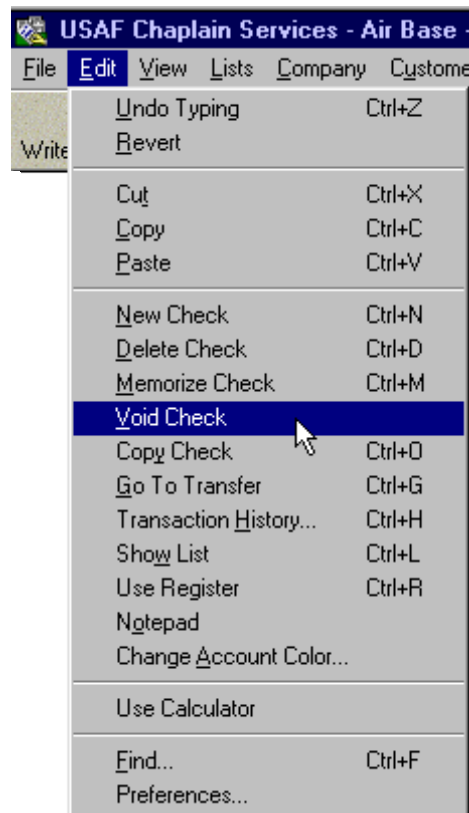 USAF Chaplain Services - Air Base -
File Edit View Lists Company Custome
Write
Undo Typing Ctrl+Z
Revert
Cut Ctrl+X
Copy Ctrl+C
Paste Ctrl+V
New Check Ctrl+N
Delete Check Ctrl+D
Memorize Check Ctrl+M
Void Check
Copy Check Ctrl+O
Go To Transfer Ctrl+G
Transaction History... Ctrl+H
Show List Ctrl+L
Use Register Ctrl+R
Notepad
Change Account Color...
Use Calculator
Find... Ctrl+F
Preferences...